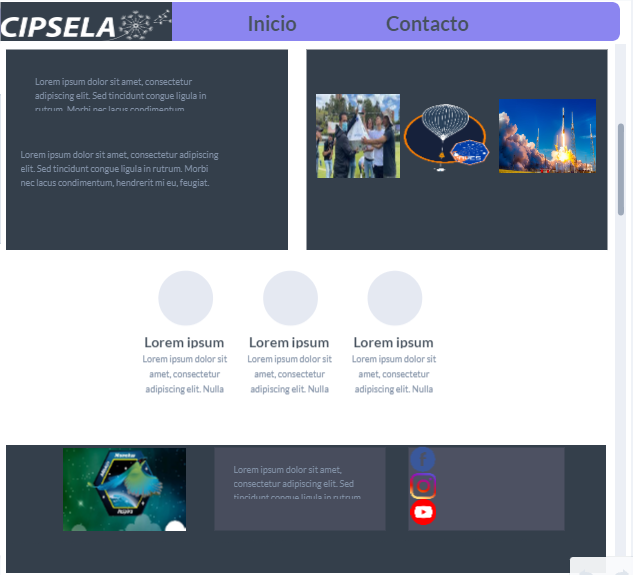 CIPSELA
Inicio
Contacto
Lorem ipsum dolor sit amet, consectetur
adipiscing elit. Sed tincidunt congue ligula in
rutrum. Morbi nec lacus condimentum
Lorem ipsum dolor sit amet, consectetur adipiscing
elit. Sed tincidunt congue ligula in rutrum. Morbi
nec lacus condimentum, hendrerit mi eu, feugiat.
Lorem ipsum
Lorem ipsum dolor sit
amet, consectetur
adipiscing elit. Nulla
Lorem ipsum
Lorem ipsum dolor sit
amet, consectetur
adipiscing elit. Nulla
Lorem ipsum
Lorem ipsum dolor sit
amet, consectetur
adipiscing elit. Nulla
Lorem ipsum dolor sit amet,
consectetur adipiscing elit. Sed
tincidunt congue ligula in rutrum